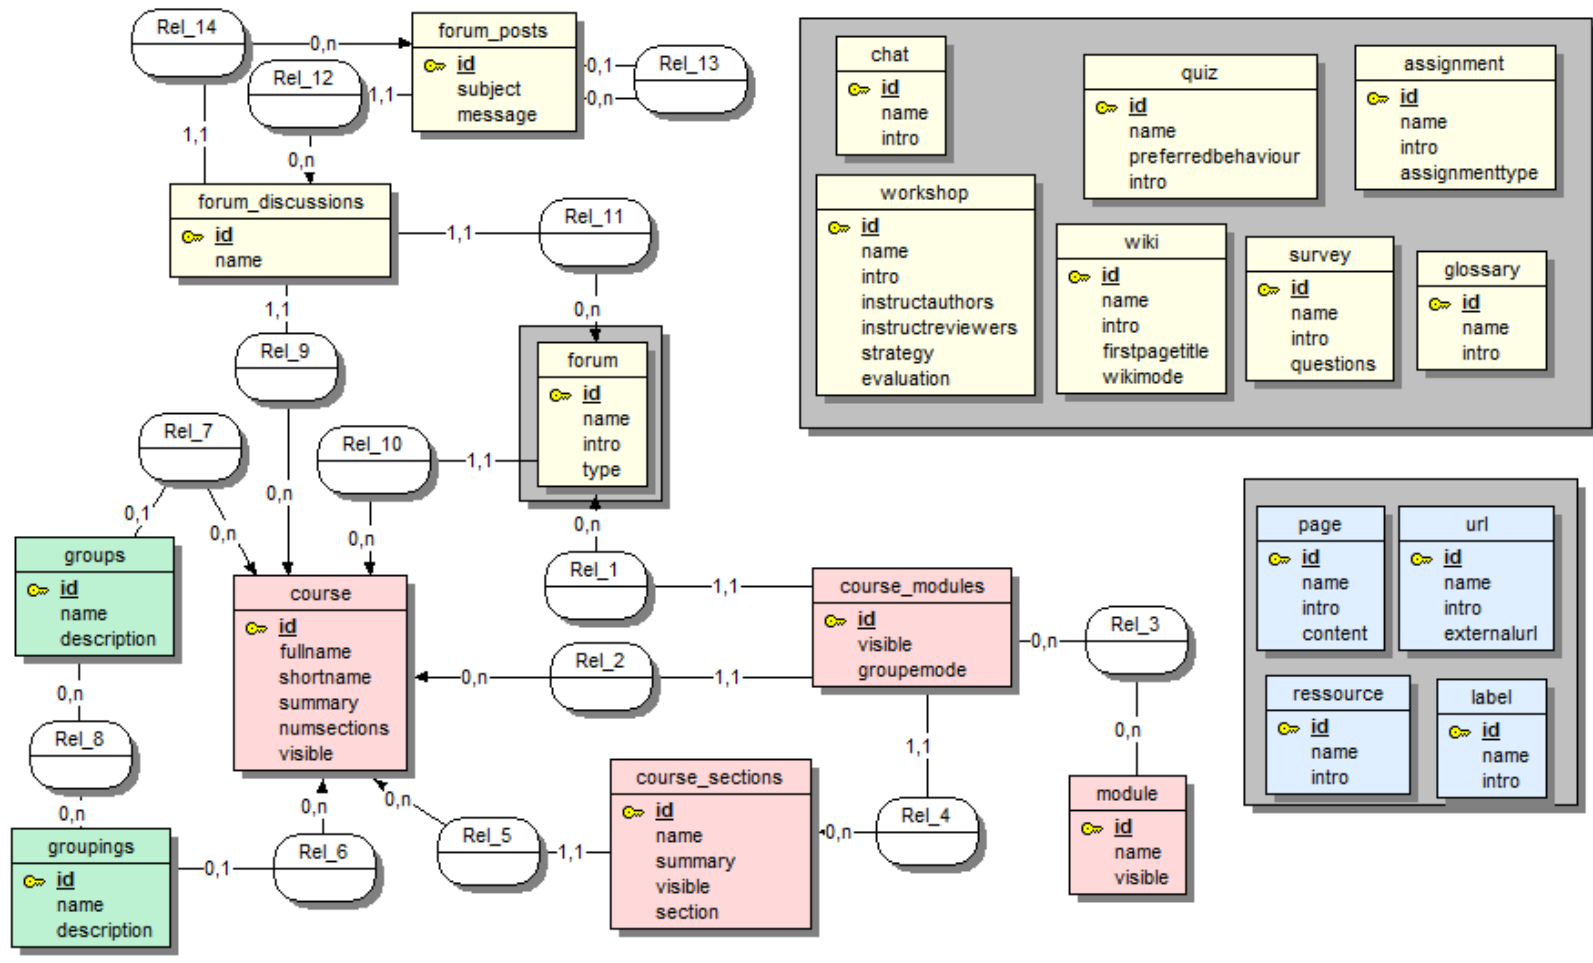 Rel_14
0,n
forum_posts
id
subject
message
0,1
Rel_13
0,n
Rel_12
1,1
1,1
0,n
forum_discussions
id
name
1,1
Rel_11
0,n
1,1
Rel_9
0,n
forum
id
name
intro
type
Rel_10
1,1
0,n
Rel_7
0,1
0,n
groups
id
name
description
course
id
fullname
shortname
summary
numsections
visible
0,n
Rel_1
1,1
Rel_2
0,n
1,1
course_modules
id
visible
groupemode
0,n
Rel_3
0,n
module
id
name
visible
1,1
Rel_4
0,n
course_sections
id
name
summary
visible
section
1,1
Rel_5
0,n
0,n
Rel_6
0,1
0,n
Rel_8
0,n
groupings
id
name
description
chat
id
name
intro
quiz
id
name
preferredbehaviour
intro
assignment
id
name
intro
assignmenttype
workshop
id
name
intro
instructauthors
instructreviewers
strategy
evaluation
wiki
id
name
intro
firstpagetitle
wikimode
survey
id
name
intro
questions
glossary
id
name
intro
page
id
name
intro
content
url
id
name
intro
externalurl
ressource
id
name
intro
label
id
name
intro